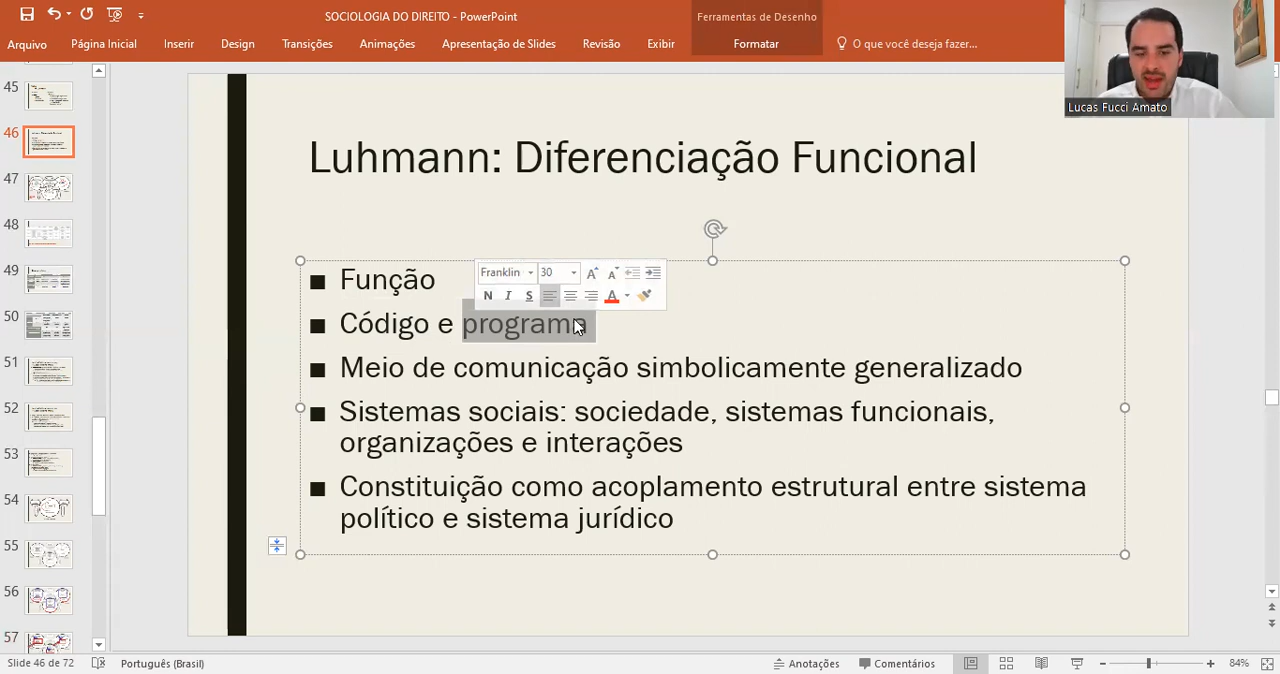 SOCIOLOGIA DO DIREITO - PowerPoint
Ferramentas de Desenho
Arquivo
Página Inicial
Inserir
Design
Transições
Animações
Apresentação de Slides
Revisão
Exibir
Formatar
O que você deseja fazer...
Lucas Fucci Amato
45
46
47
48
49
50
51
52
53
54
55
56
57
Luhmann: Diferenciação Funcional
Franklin
30
A A
N I S
A
■ Função
■ Código e programa
■ Meio de comunicação simbolicamente generalizado
■ Sistemas sociais: sociedade, sistemas funcionais,
organizações e interações
■ Constituição como acoplamento estrutural entre sistema
político e sistema jurídico
Slide 46 de 72
Português (Brasil)
Anotações
Comentários
84%